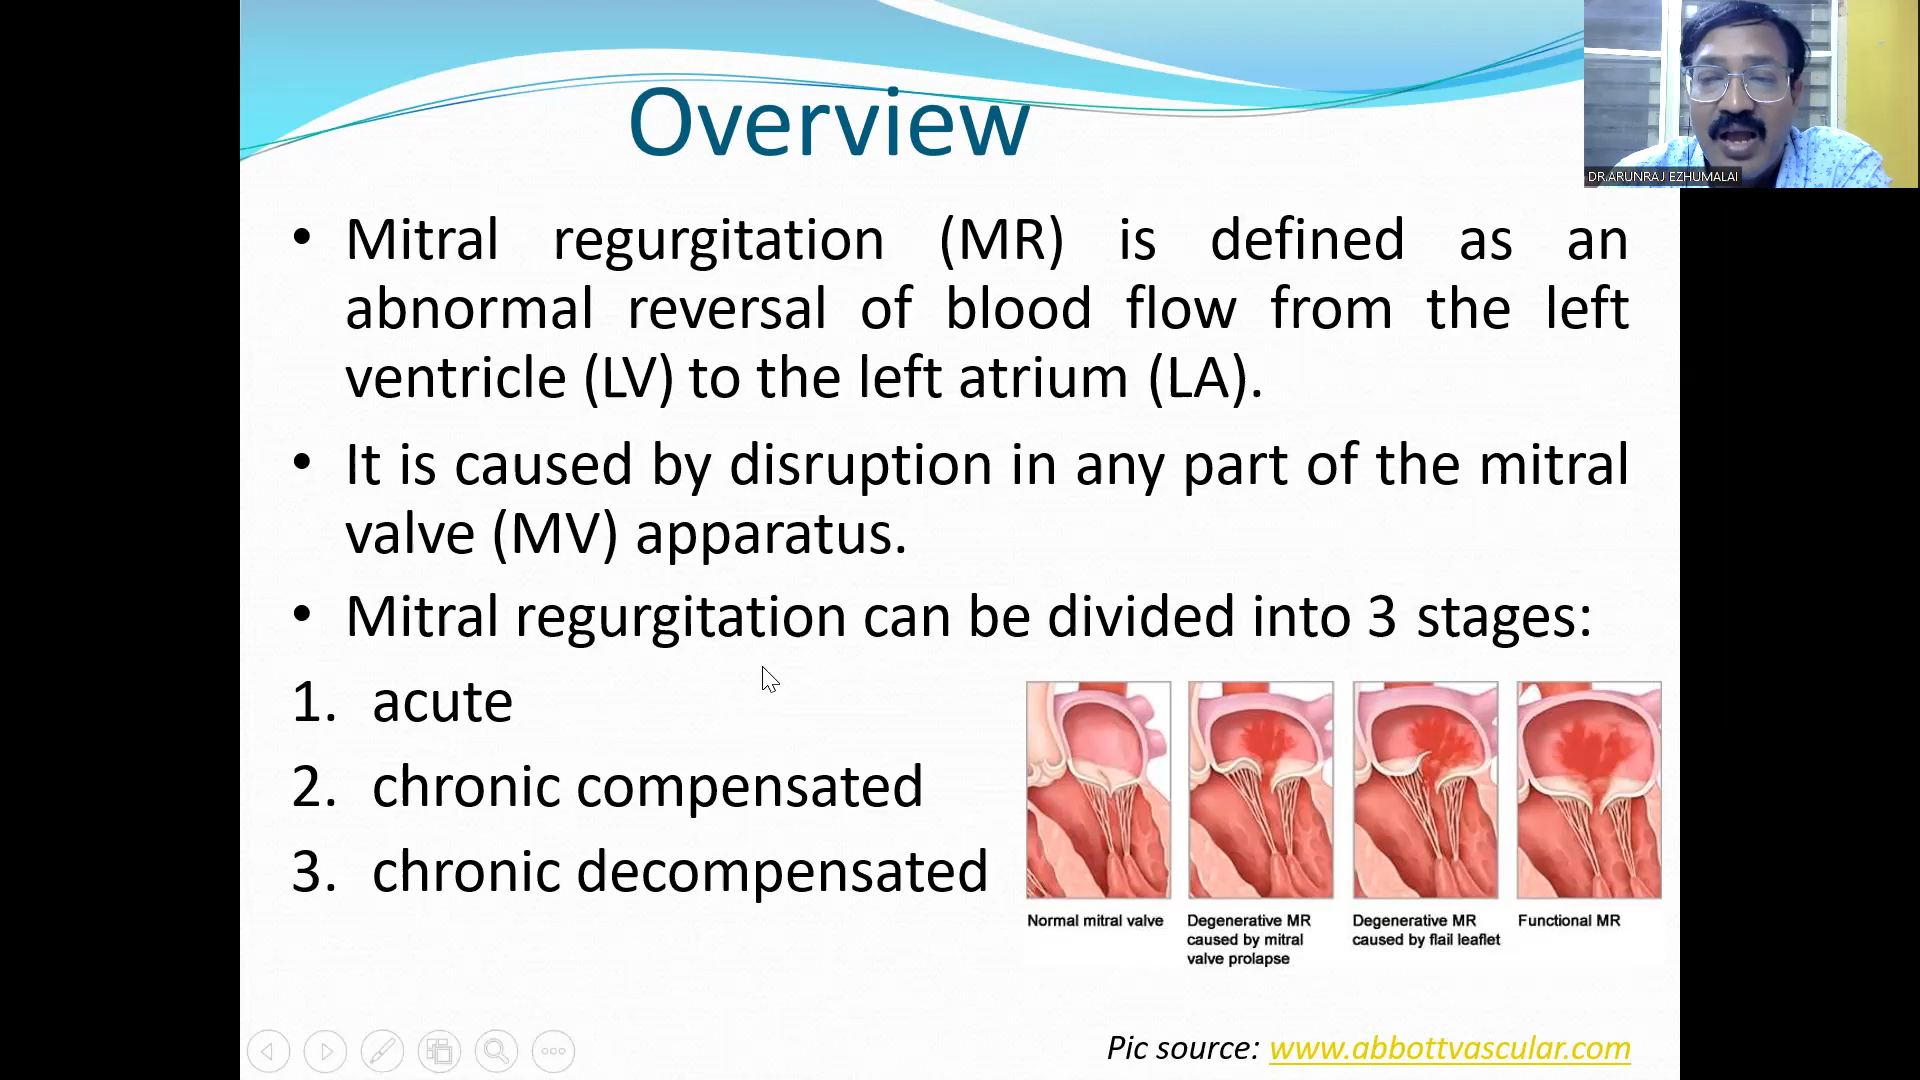 Overview
DR.ARUNRAJ EZHUMALAI
• Mitral regurgitation (MR) is defined as an
abnormal reversal of blood flow from the left
ventricle (LV) to the left atrium (LA).
• It is caused by disruption in any part of the mitral
valve (MV) apparatus.
• Mitral regurgitation can be divided into 3 stages:
1. acute
2. chronic compensated
3. chronic decompensated
Normal mitral valve
Degenerative MR
caused by mitral
valve prolapse
Degenerative MR
caused by flail leaflet
Functional MR
Pic source: www.abbottvascular.com